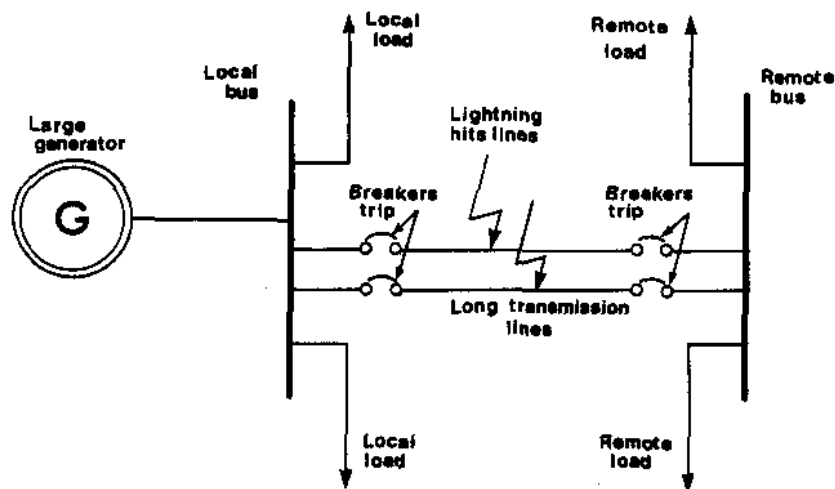 Local
load
Remote
load
Local
bus
Remote
bus
Large
generator
Lightning
hits lines
G
Breakers
trip
Breakers
trip
Long transmission
lines
Local
load
Remote
load